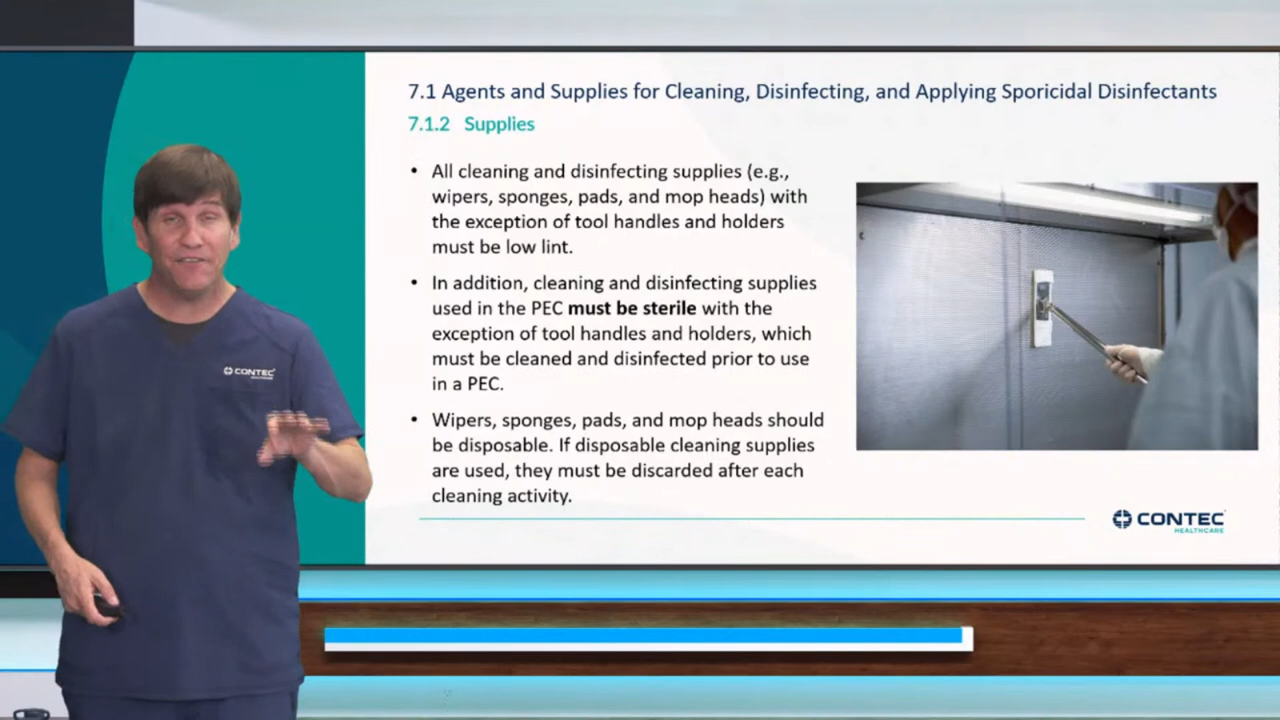 7.1 Agents and Supplies for Cleaning, Disinfecting, and Applying Sporicidal Disinfectants
7.1.2 Supplies
• All cleaning and disinfecting supplies (e.g.,
wipers, sponges, pads, and mop heads) with
the exception of tool handles and holders
must be low lint.
• In addition, cleaning and disinfecting supplies
used in the PEC must be sterile with the
exception of tool handles and holders, which
must be cleaned and disinfected prior to use
in a PEC.
• Wipers, sponges, pads, and mop heads should
be disposable. If disposable cleaning supplies
are used, they must be discarded after each
cleaning activity.
CONTEC
HEALTHCARE
CONTEC
HEALTHCARE